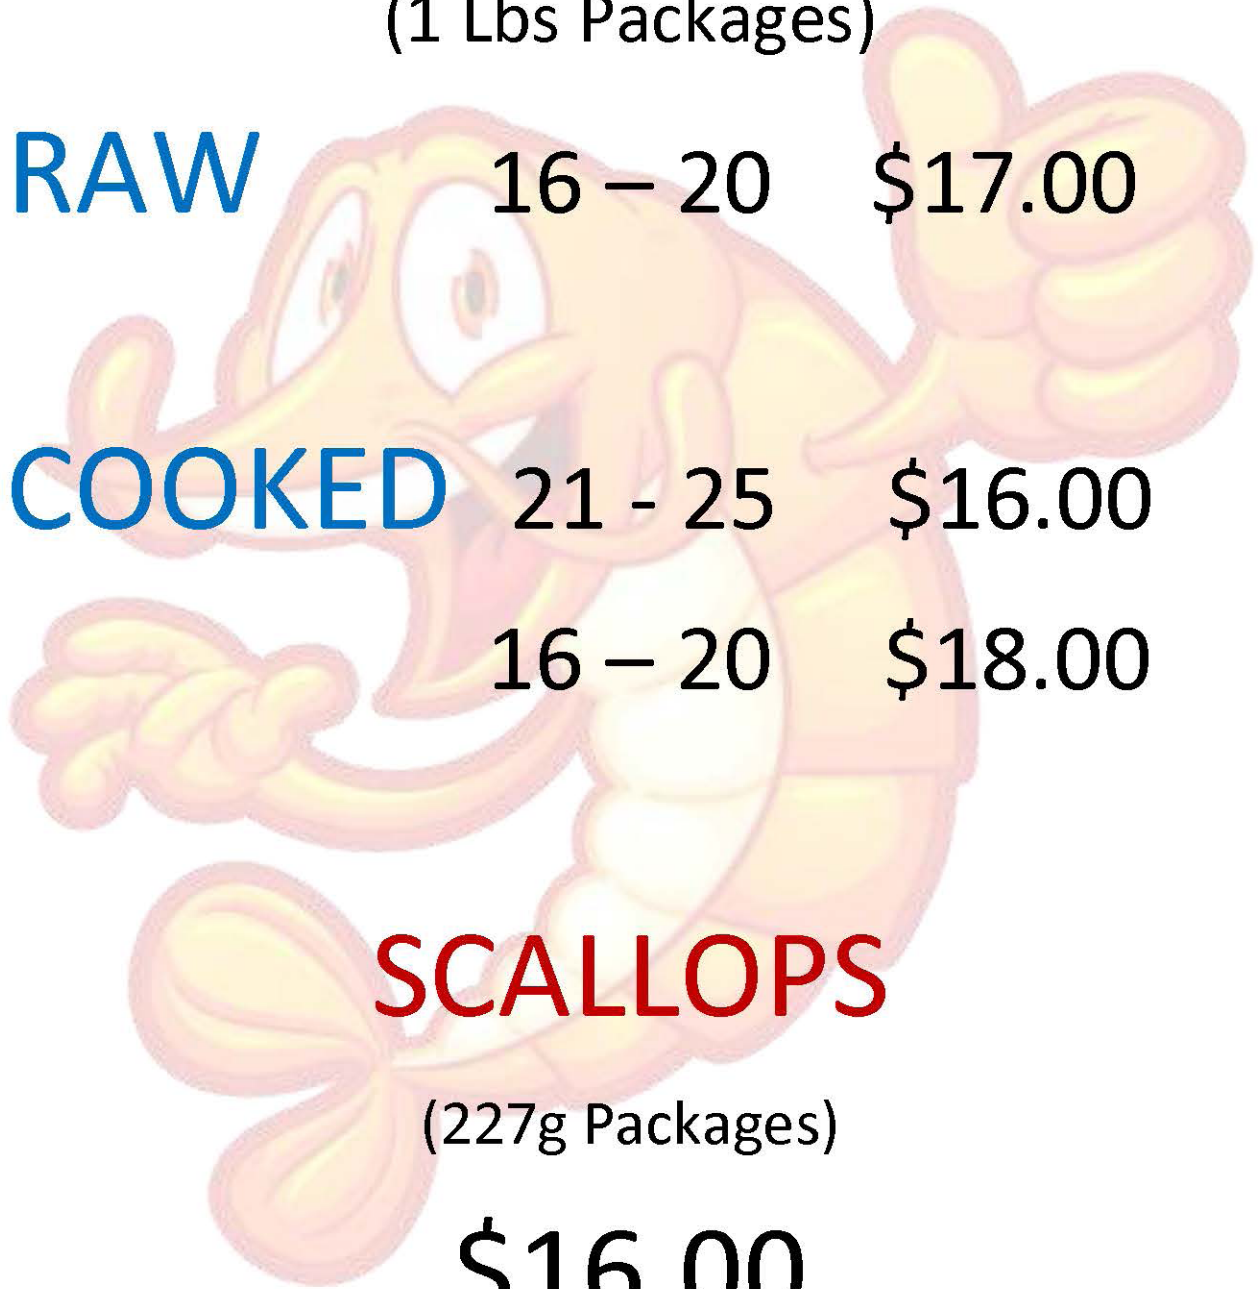 (1 Lbs Packages)
RAW 16 – 20 $17.00
COOKED 21 - 25 $16.00
16 – 20 $18.00
SCALLOPS
(227g Packages)
$16.00